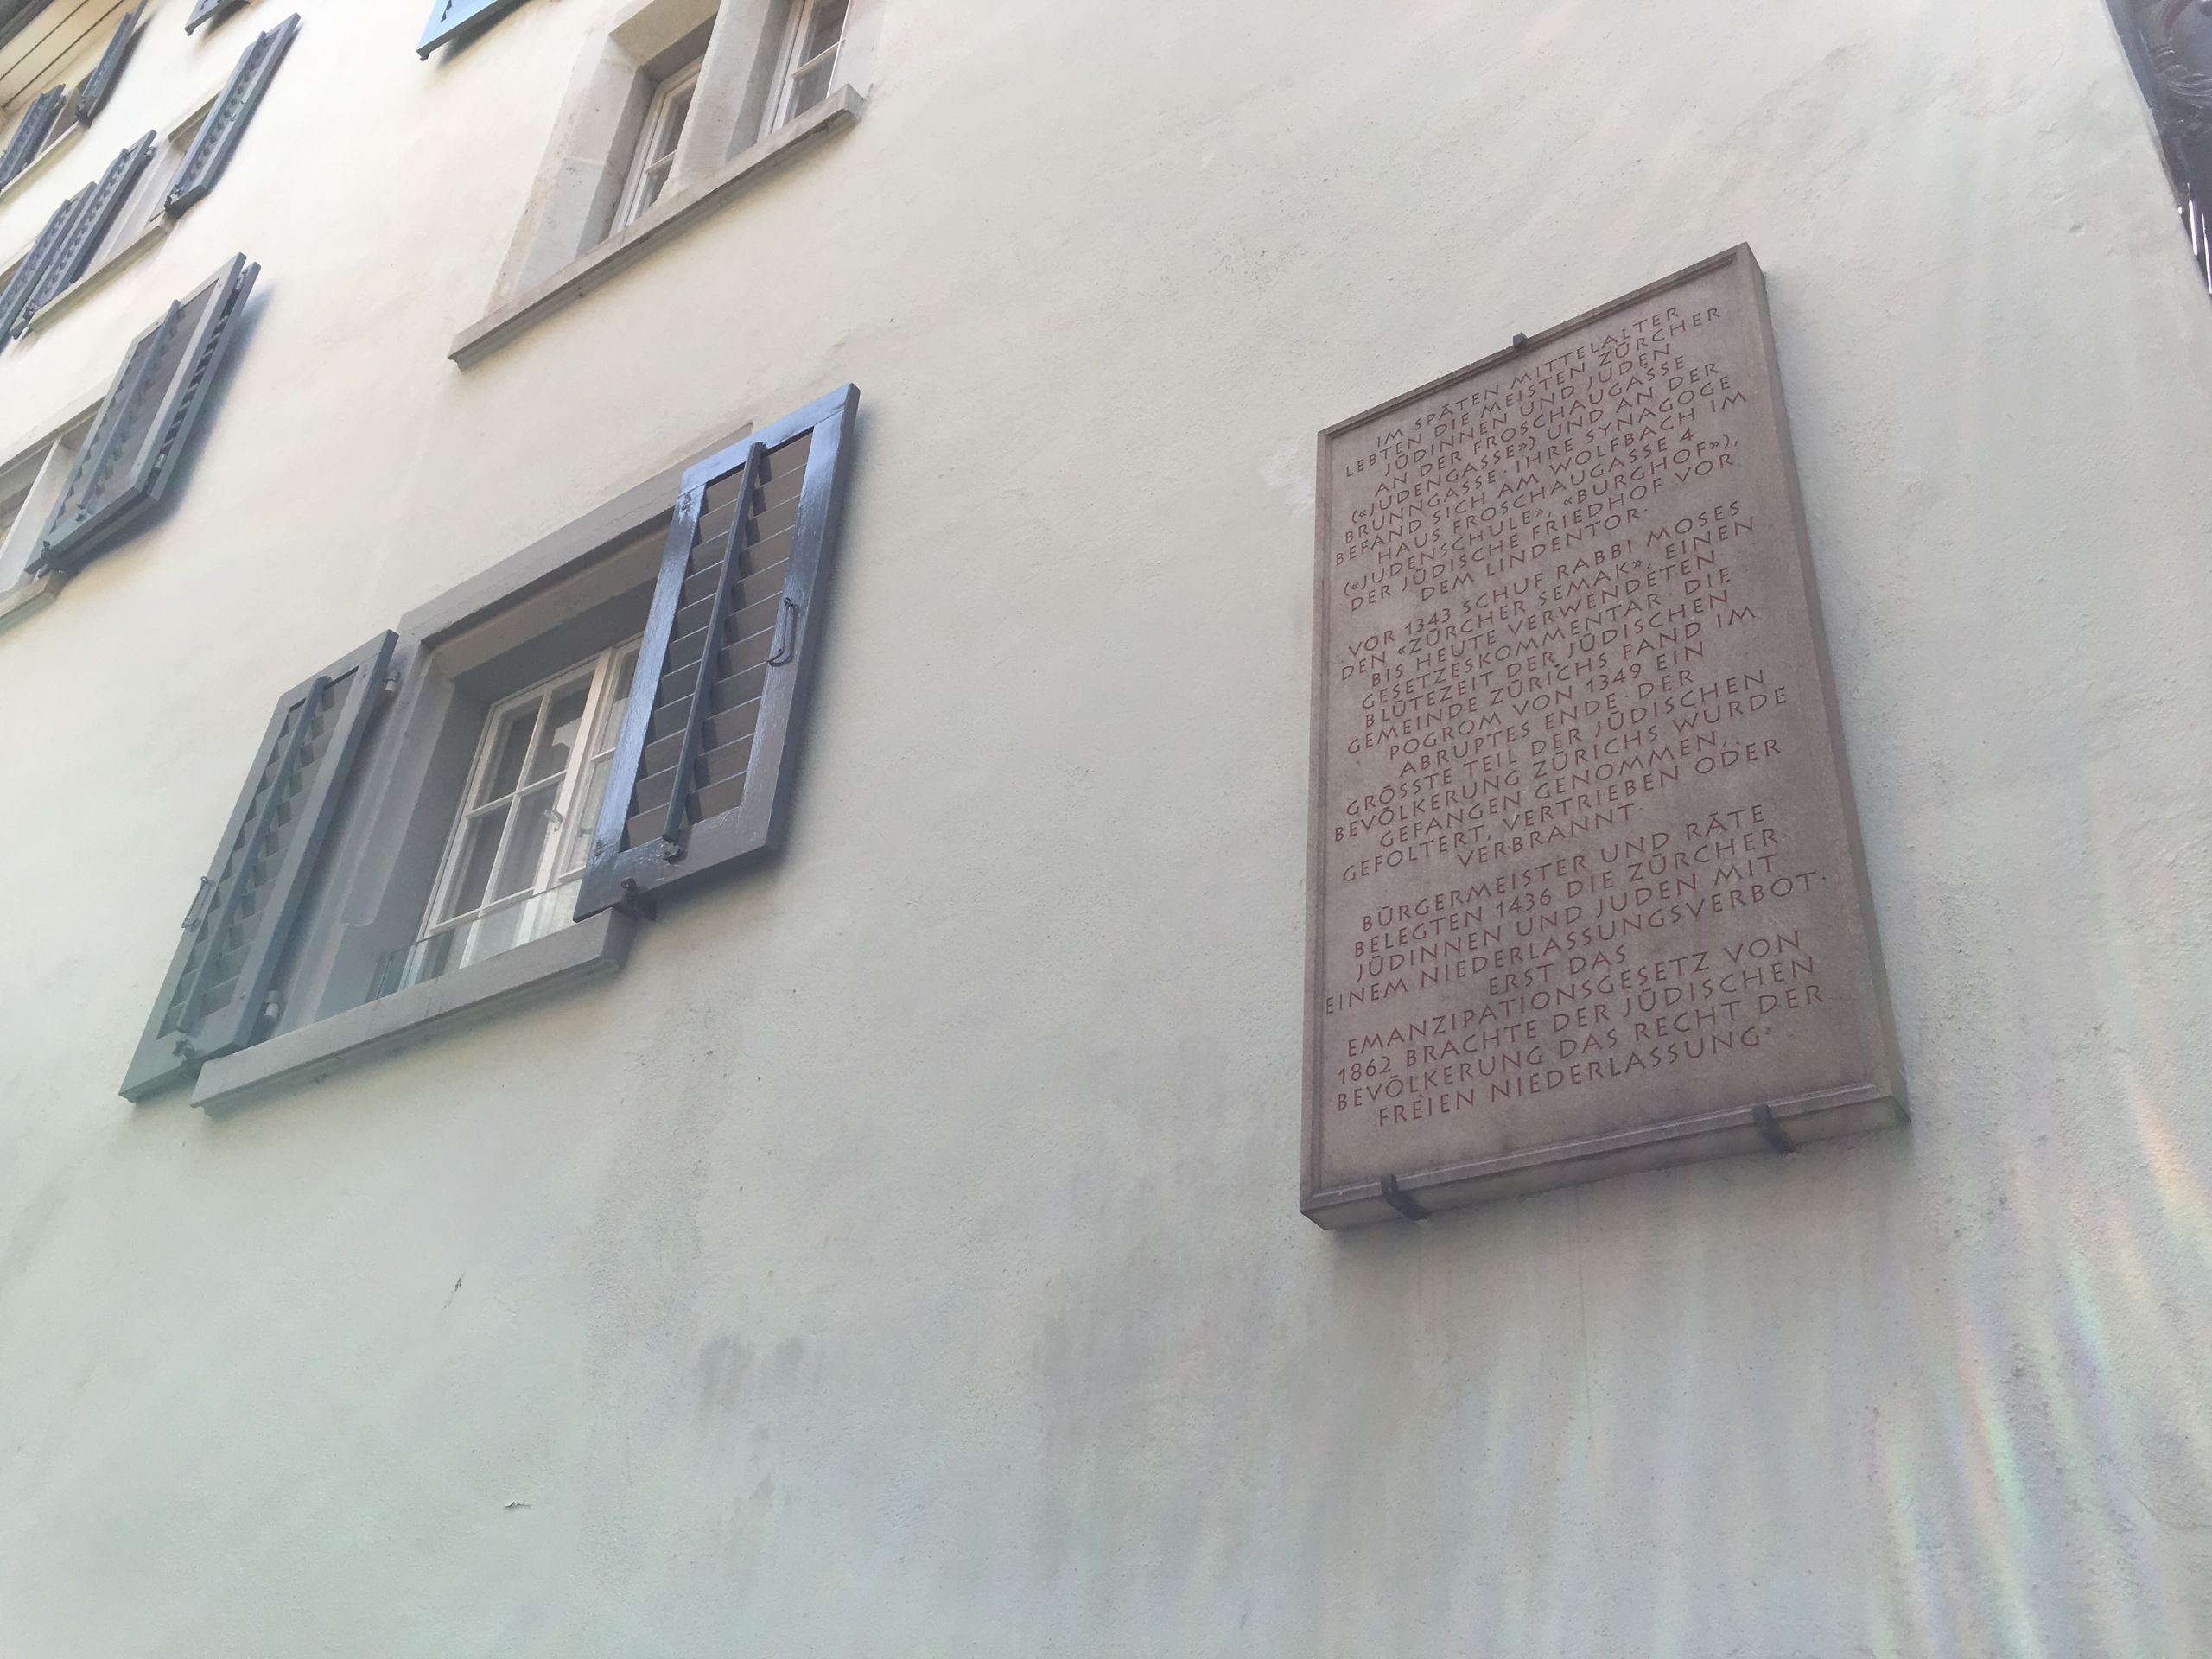 IM SPÄTEN MITTELALTER
LEBTEN DIE MEISTEN ZÜRCHER
JÜDINNEN UND JUDEN
AN DER FROSCHAUGASSE
(«JUDENGASSE») UND AN DER
BRUNNGASSE. IHRE SYNAGOGE
BEFAND SICH AM WOLFBACH IM
HAUS FROSCHAUGASSE 4
(«JUDENSCHULE», «BURGHOF»),
DER JÜDISCHE FRIEDHOF VOR
DEM LINDENTOR.
VOR 1343 SCHUF RABBI MOSES
DEN «ZÜRCHER SEMAK», EINEN
BIS HEUTE VERWENDETEN
GESETZESKOMMENTAR. DIE
BLÜTEZEIT DER JÜDISCHEN
GEMEINDE ZÜRICHS FAND IM
POGROM VON 1349 EIN
ABRUPTES ENDE. DER
GRÖSSTE TEIL DER JÜDISCHEN
BEVÖLKERUNG ZÜRICHS WURDE
GEFANGEN GENOMMEN,
GEFOLTERT, VERTRIEBEN ODER
VERBRANNT.
BÜRGERMEISTER UND RÄTE
BELEGTEN 1436 DIE ZÜRCHER
JÜDINNEN UND JUDEN MIT
EINEM NIEDERLASSUNGSVERBOT.
ERST DAS
EMANZIPATIONSGESETZ VON
1862 BRACHTE DER JÜDISCHEN
BEVÖLKERUNG DAS RECHT DER
FREIEN NIEDERLASSUNG.